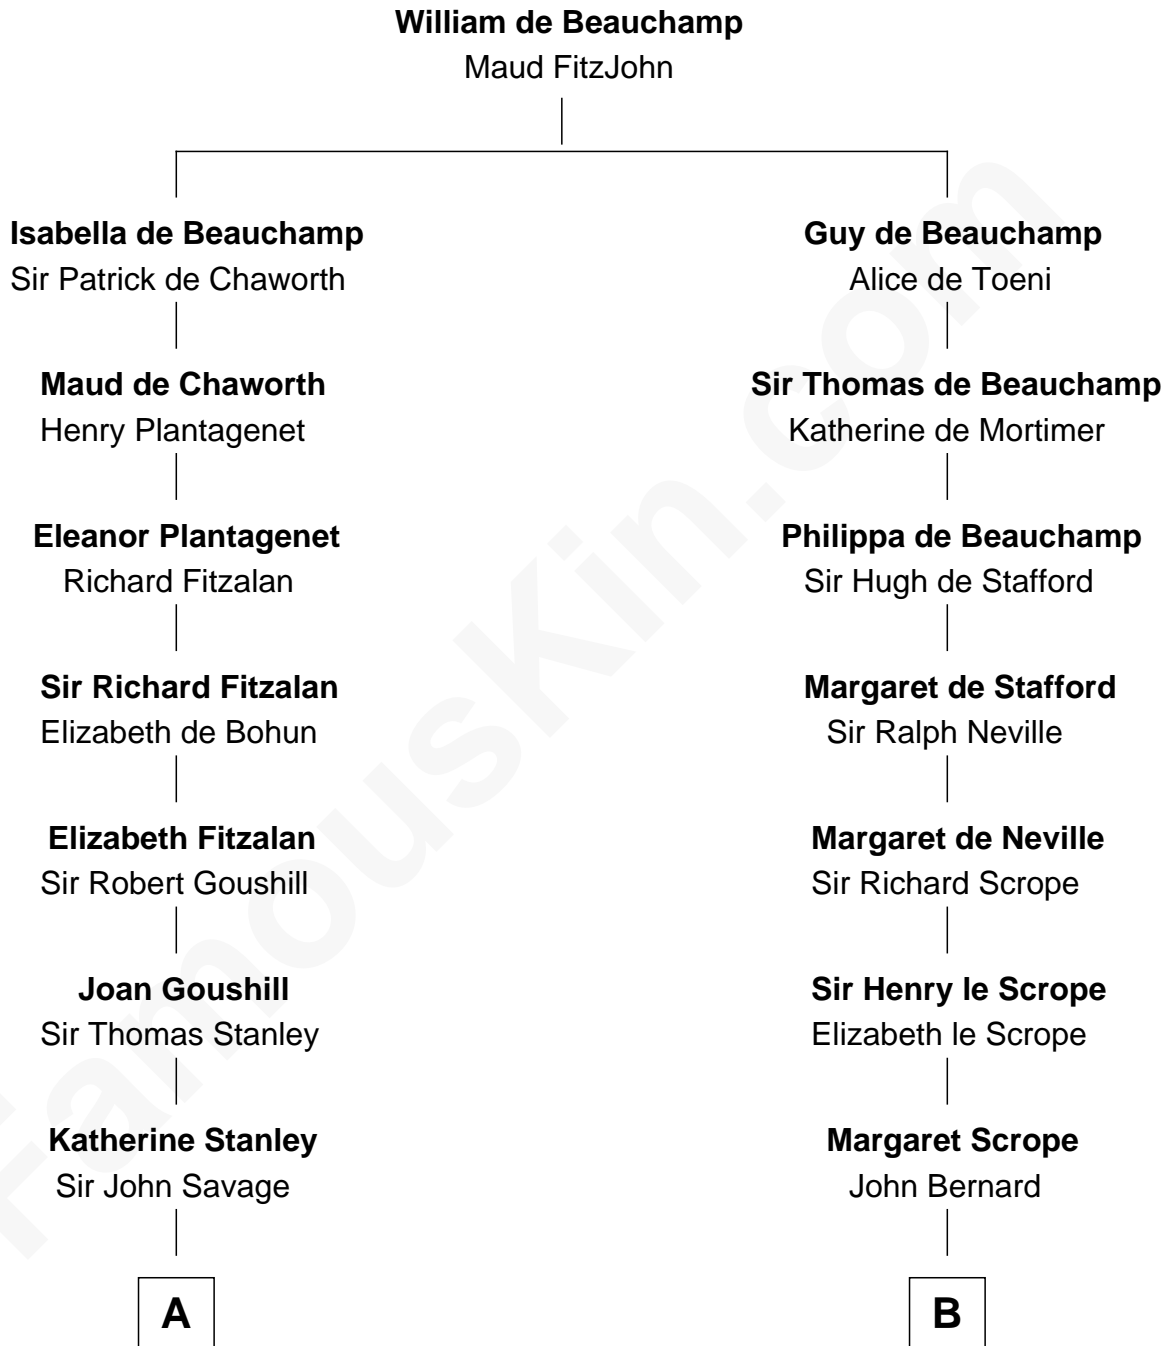 William de Beauchamp
Maud FitzJohn
Isabella de Beauchamp
Sir Patrick de Chaworth
Guy de Beauchamp
Alice de Toeni
Maud de Chaworth
Henry Plantagenet
Sir Thomas de Beauchamp
Katherine de Mortimer
Eleanor Plantagenet
Richard Fitzalan
Philippa de Beauchamp
Sir Hugh de Stafford
Sir Richard Fitzalan
Elizabeth de Bohun
Margaret de Stafford
Sir Ralph Neville
Elizabeth Fitzalan
Sir Robert Goushill
Margaret de Neville
Sir Richard Scrope
Joan Goushill
Sir Thomas Stanley
Sir Henry le Scrope
Elizabeth le Scrope
Katherine Stanley
Sir John Savage
Margaret Scrope
John Bernard
A
B
FamousKin.com